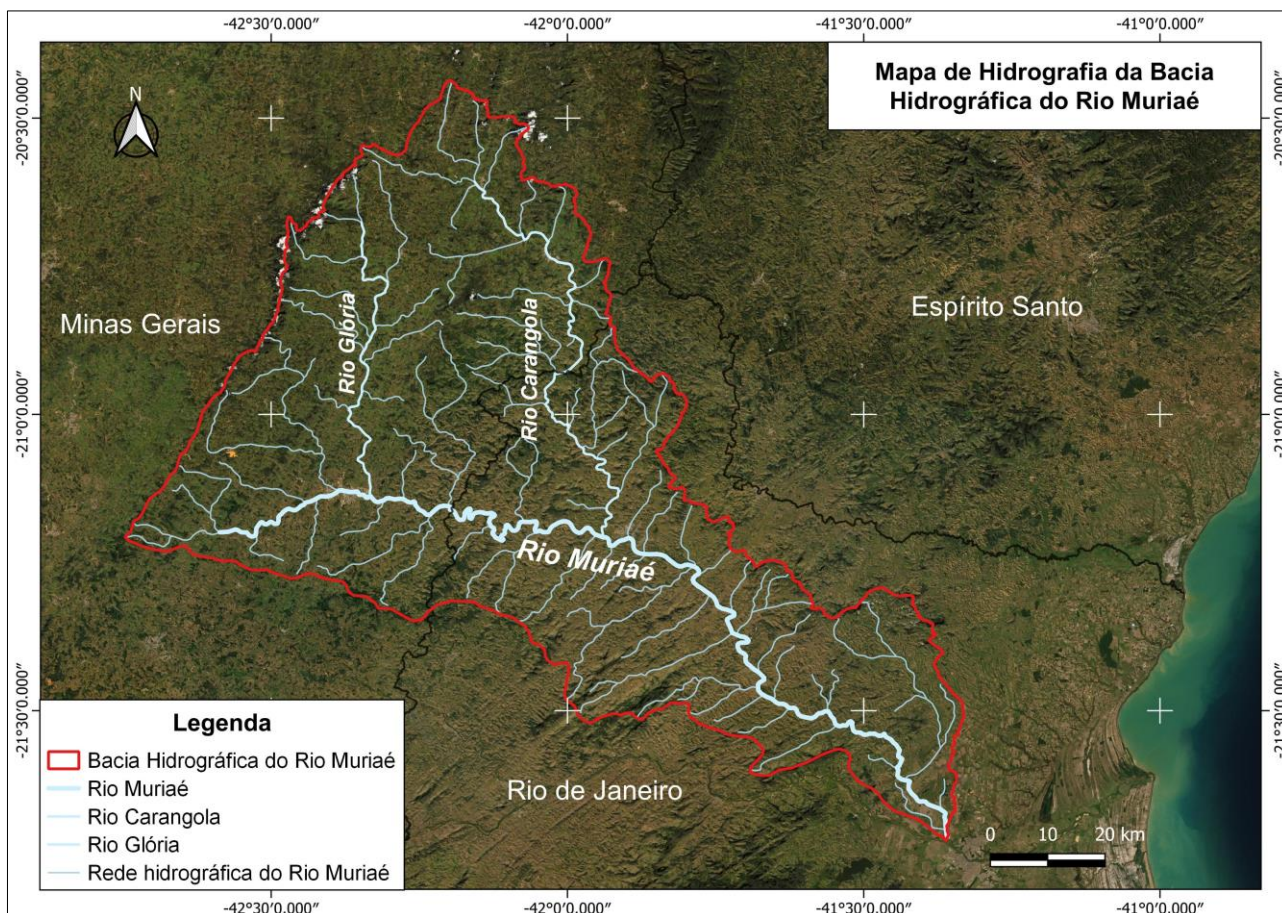 -42°30'0.000″
-42°0'0.000″
-41°30'0.000″
-41°0'0.000″
Mapa de Hidrografia da Bacia
Hidrográfica do Rio Muriaé
N
-20°30'0.000″
-20°30'0.000″
Minas Gerais
Espírito Santo
Rio Glória
Rio Carangola
-21°0'0.000″
-21°0'0.000″
Rio Muriaé
-21°30'0.000″
-21°30'0.000″
Rio de Janeiro
Legenda
Bacia Hidrográfica do Rio Muriaé
Rio Muriaé
Rio Carangola
Rio Glória
Rede hidrográfica do Rio Muriaé
0 10 20 km
-42°30'0.000″
-42°0'0.000″
-41°30'0.000″
-41°0'0.000″